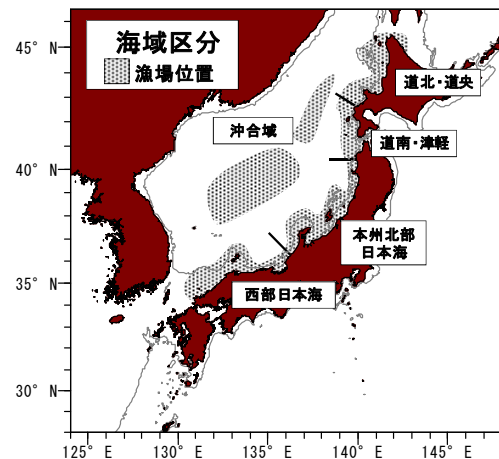 海域区分
漁場位置
道北・道央
沖合域
道南・津軽
本州北部
日本海
西部日本海
45° N
40° N
35° N
30° N
125° E
130° E
135° E
140° E
145° E